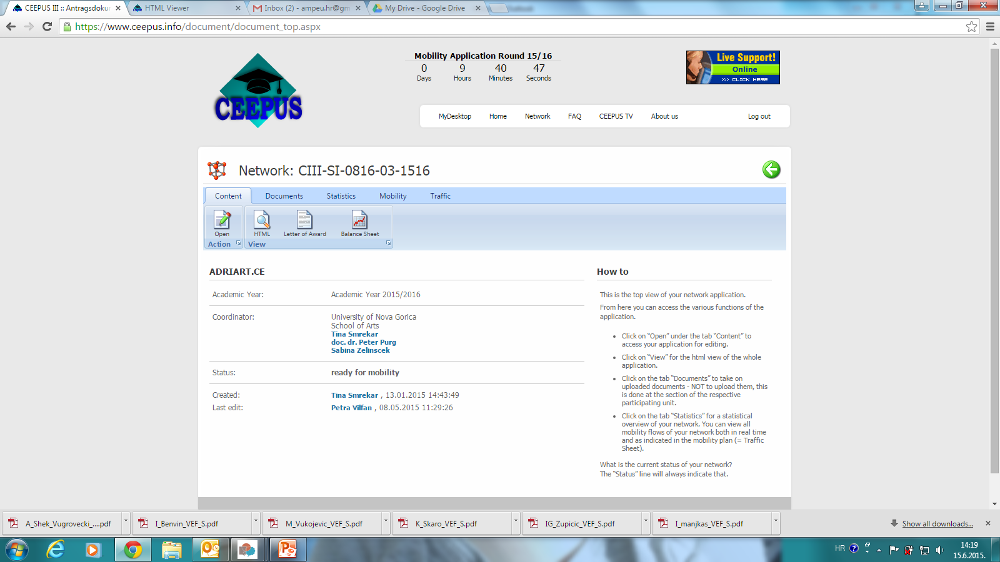 CEEPUS III :: Antragsdoku
HTML Viewer
Inbox (2) - ampeu.hr@gm
My Drive - Google Drive
https://www.ceepus.info/document/document_top.aspx
CEEPUS
Mobility Application Round 15/16
0 9 40 47
Days Hours Minutes Seconds
Live Support!
Online
>>> CLICK HERE
MyDesktop Home Network FAQ CEEPUS TV About us Log out
Network: CIII-SI-0816-03-1516
Content Documents Statistics Mobility Traffic
Open HTML Letter of Award Balance Sheet
Action View
ADRIART.CE
Academic Year: Academic Year 2015/2016
Coordinator: University of Nova Gorica
School of Arts
Tina Smrekar
doc. dr. Peter Purg
Sabina Zelinscek
Status: ready for mobility
Created: Tina Smrekar , 13.01.2015 14:43:49
Last edit: Petra Vilfan , 08.05.2015 11:29:26
How to
This is the top view of your network application.
From here you can access the various functions of the
application.
• Click on “Open” under the tab “Content” to
access your application for editing.
• Click on “View” for the html view of the whole
application.
• Click on the tab “Documents” to take on
uploaded documents - NOT to upload them, this
is done at the section of the respective
participating unit.
• Click on the tab “Statistics” for a statistical
overview of your network. You can view all
mobility flows of your network both in real time
and as indicated in the mobility plan (= Traffic
Sheet).
What is the current status of your network?
The “Status” line will always indicate that.
A_Shek_Vugrovecki_....pdf
I_Benvin_VEF_S.pdf
M_Vukojevic_VEF_S.pdf
K_Skaro_VEF_S.pdf
IG_Zupicic_VEF_S.pdf
I_manjkas_VEF_S.pdf
Show all downloads...
HR
14:19
15.6.2015.